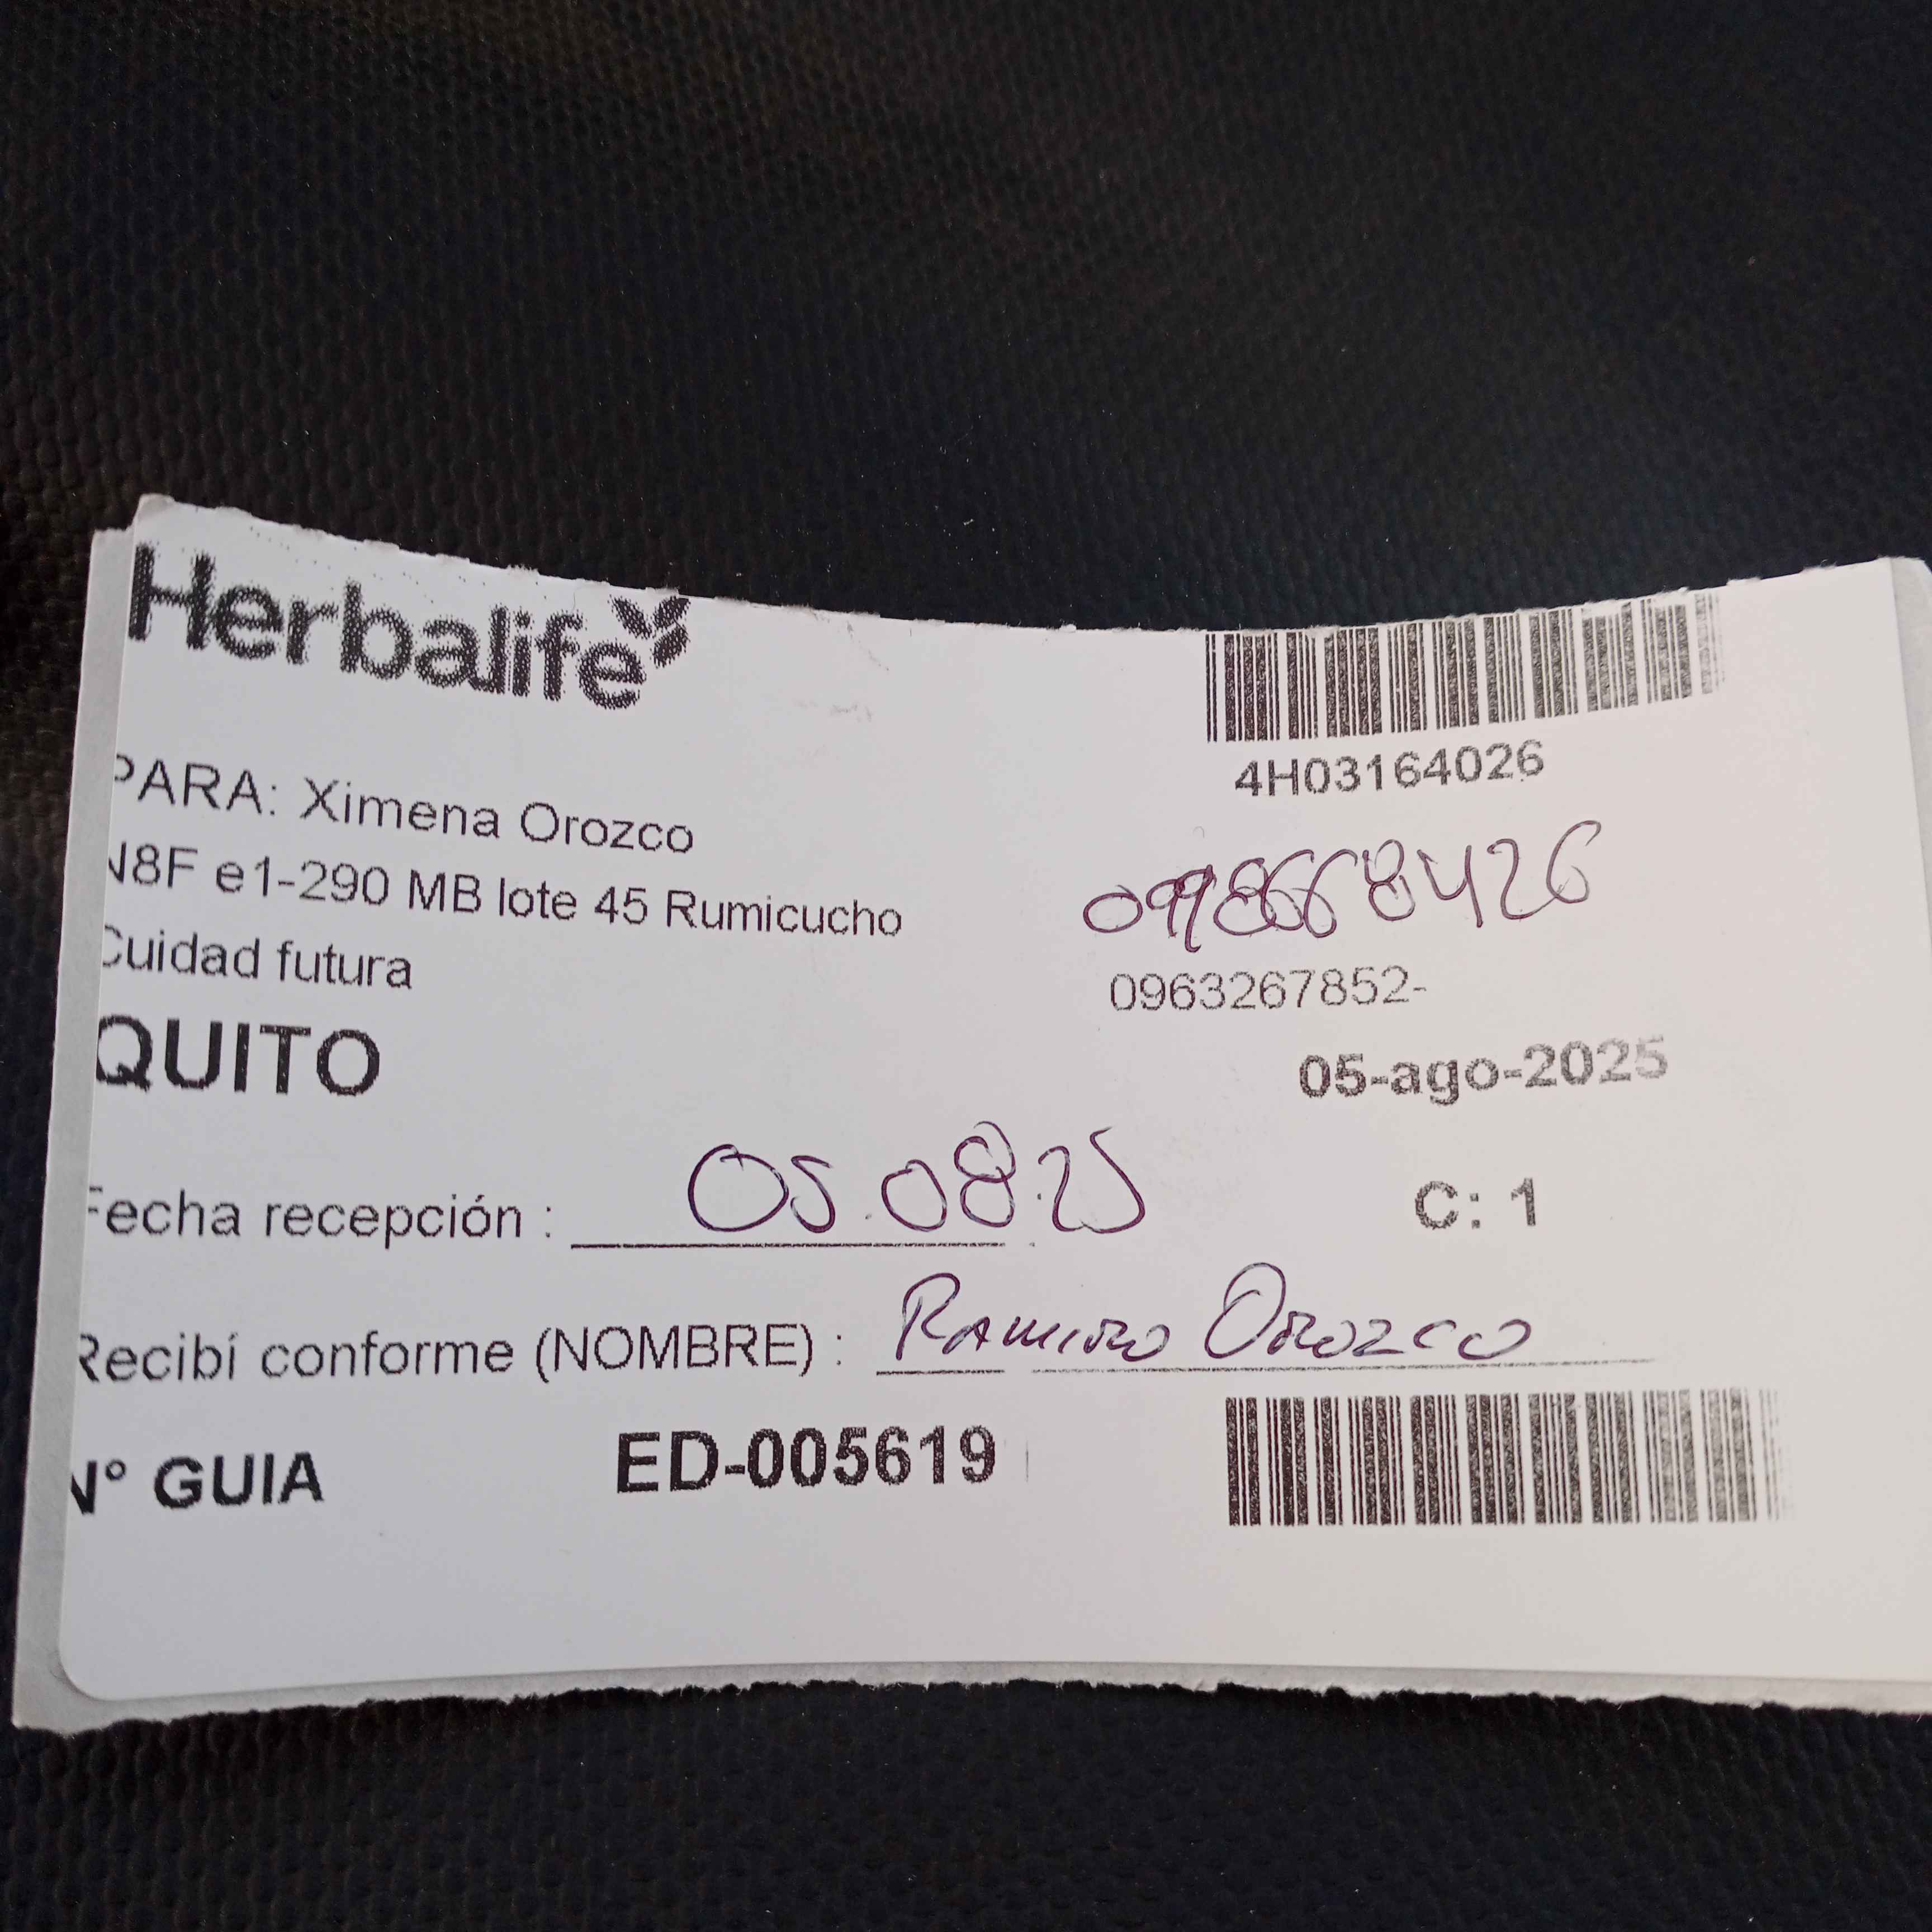 Herbalife
4H03164026
PARA: Ximena Orozco
N8F e1-290 MB lote 45 Rumicucho
0998668426
Cuidad futura
0963267852-
QUITO
05-ago-2025
Fecha recepción : 05.08.25
C: 1
Recibí conforme (NOMBRE) : Ramiro Orozco
N° GUIA ED-005619